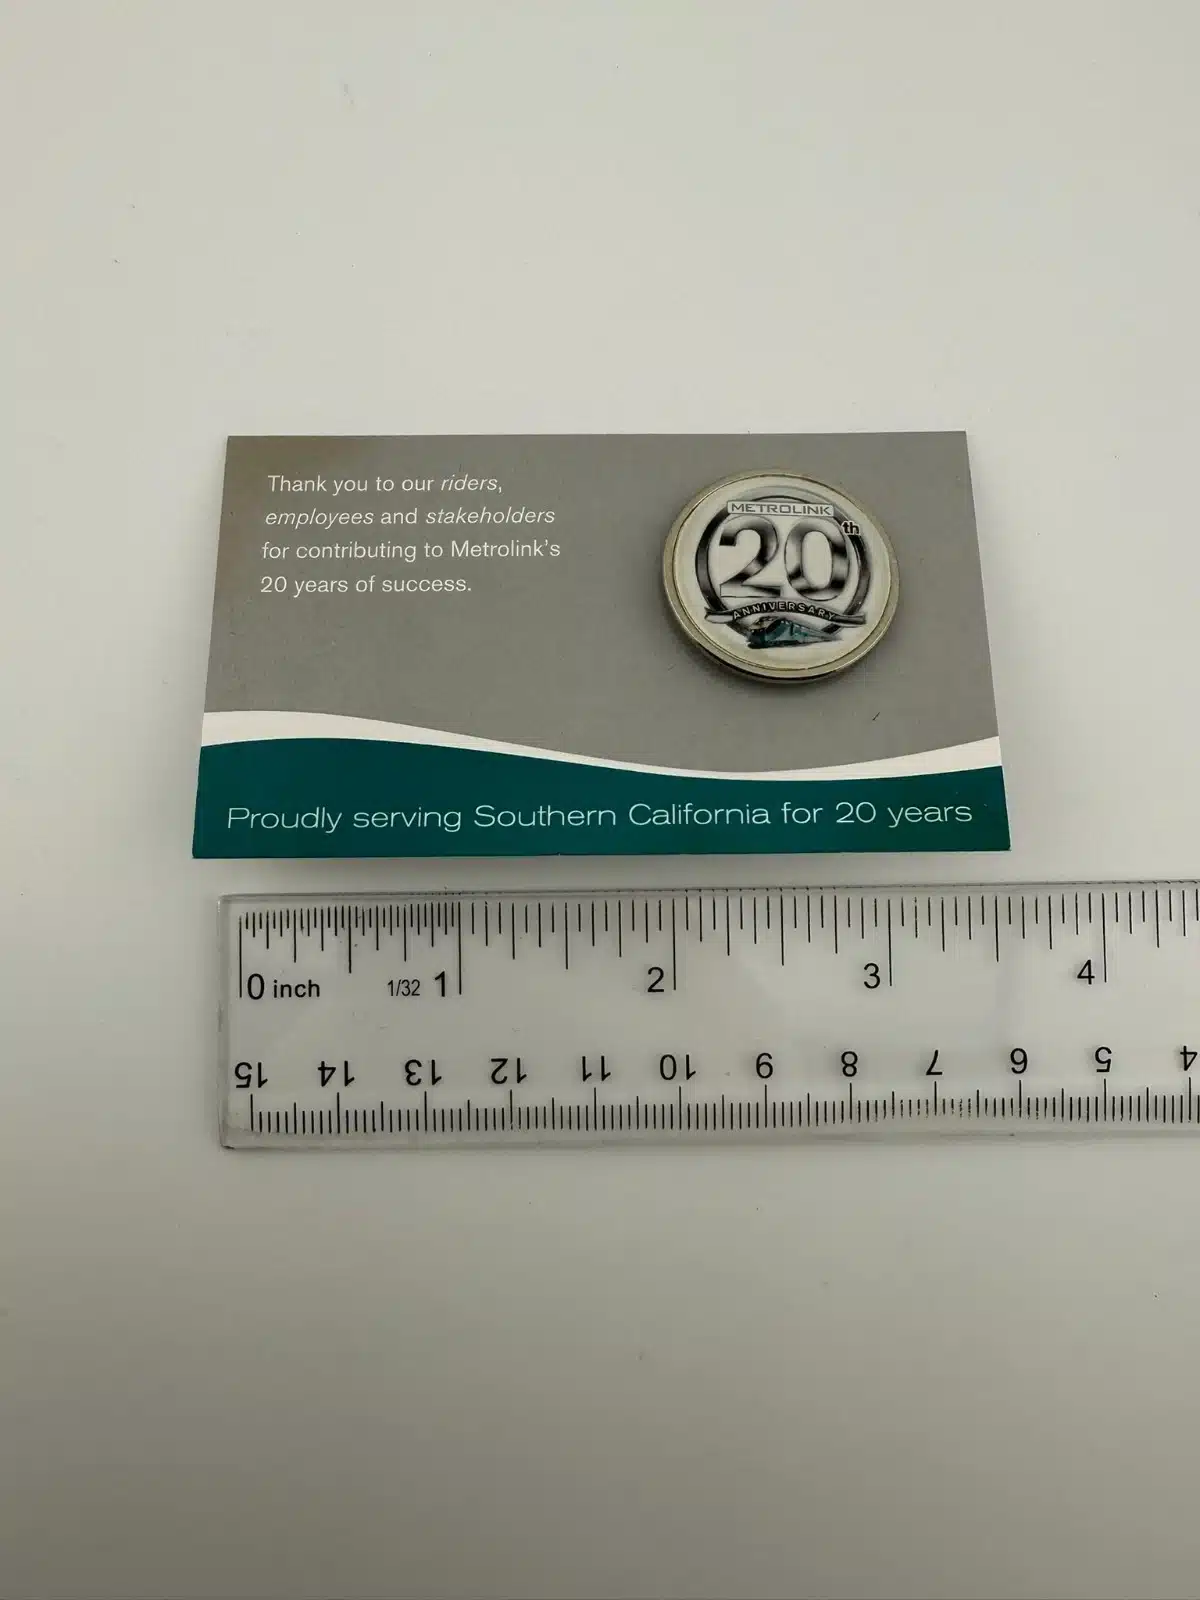 Thank you to our riders,
employees and stakeholders
for contributing to Metrolink's
20 years of success.
METROLINK
20th
ANNIVERSARY
Proudly serving Southern California for 20 years
0 inch 1/32 1 2 3 4
15 14 13 12 11 10 9 8 7 6 5 4